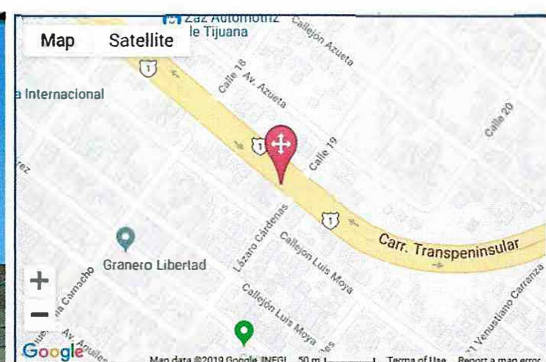 Zaz Automotriz
de Tijuana
Map Satellite
Callejón Azueta
1
Calle 18
Av. Azueta
a Internacional
Calle 20
1
Calle 19
rez
1
Carr. Transpeninsular
Lázaro Cárdenas
Callejon Luis Moya
Granero Libertad
Callejón Luis Moya
Venustiano Carranza
Camacho
+
−
Google
Map data ©2019 Google, INEGI 50 m Terms of Use Report a map error